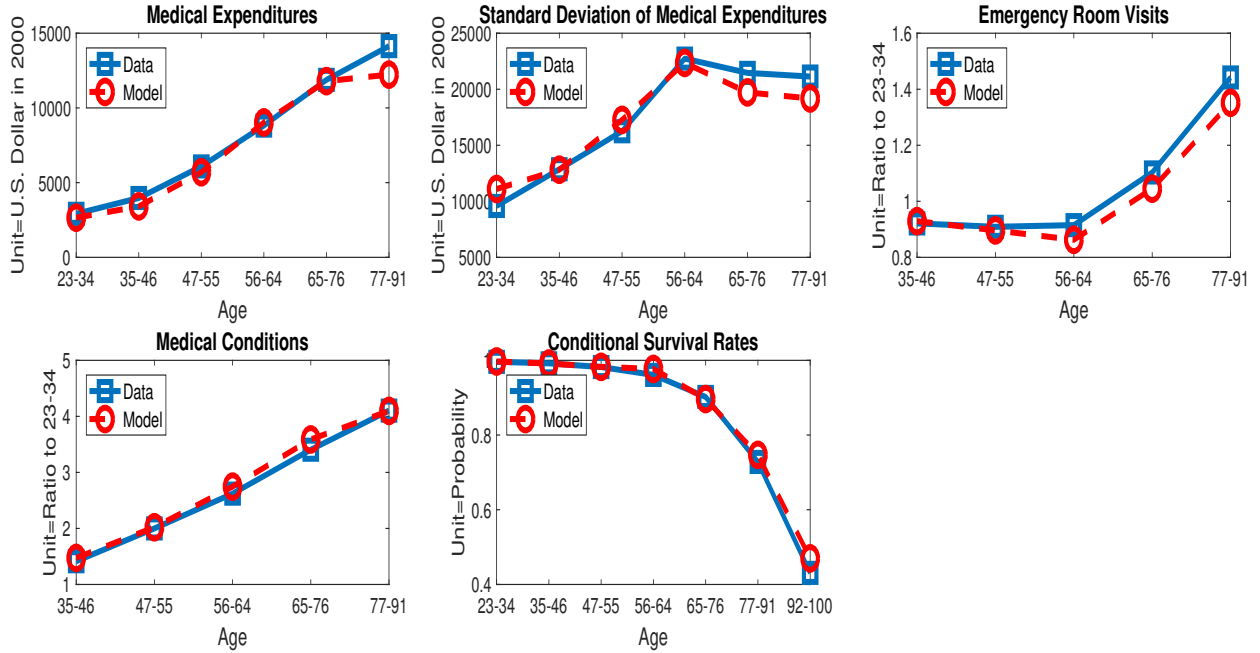 Medical Expenditures
Unit=U.S. Dollar in 2000
15000
10000
5000
0
Data
Model
23-34 35-46 47-55 56-64 65-76 77-91
Age
Standard Deviation of Medical Expenditures
Unit=U.S. Dollar in 2000
25000
20000
15000
10000
5000
Data
Model
23-34 35-46 47-55 56-64 65-76 77-91
Age
Emergency Room Visits
Unit=Ratio to 23-34
1.6
1.4
1.2
1
0.8
Data
Model
35-46 47-55 56-64 65-76 77-91
Age
Medical Conditions
Unit=Ratio to 23-34
5
4
3
2
1
Data
Model
35-46 47-55 56-64 65-76 77-91
Age
Conditional Survival Rates
Unit=Probability
1
0.8
0.6
0.4
Data
Model
23-34 35-46 47-55 56-64 65-76 77-91 92-100
Age